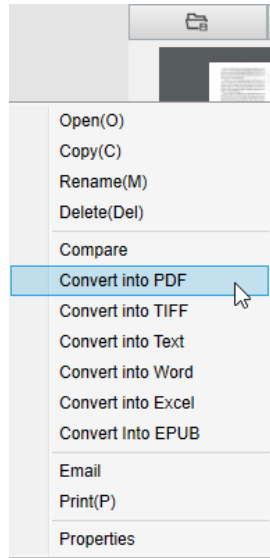 Open(O)
Copy(C)
Rename(M)
Delete(Del)
Compare
Convert into PDF
Convert into TIFF
Convert into Text
Convert into Word
Convert into Excel
Convert Into EPUB
Email
Print(P)
Properties